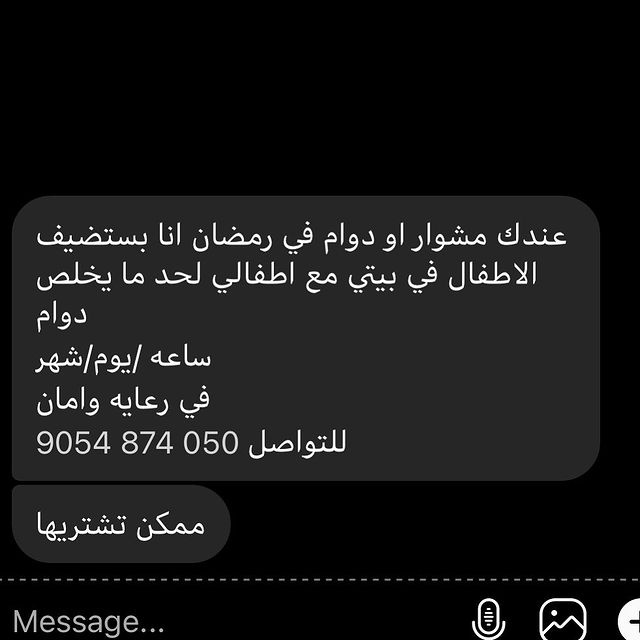 عندك مشوار او دوام في رمضان انا بستضيف
الاطفال في بيتي مع اطفالي لحد ما يخلص
دوام
ساعه /يوم/شهر
في رعايه وامان
للتواصل 050 874 9054
ممكن تشتريها
Message...